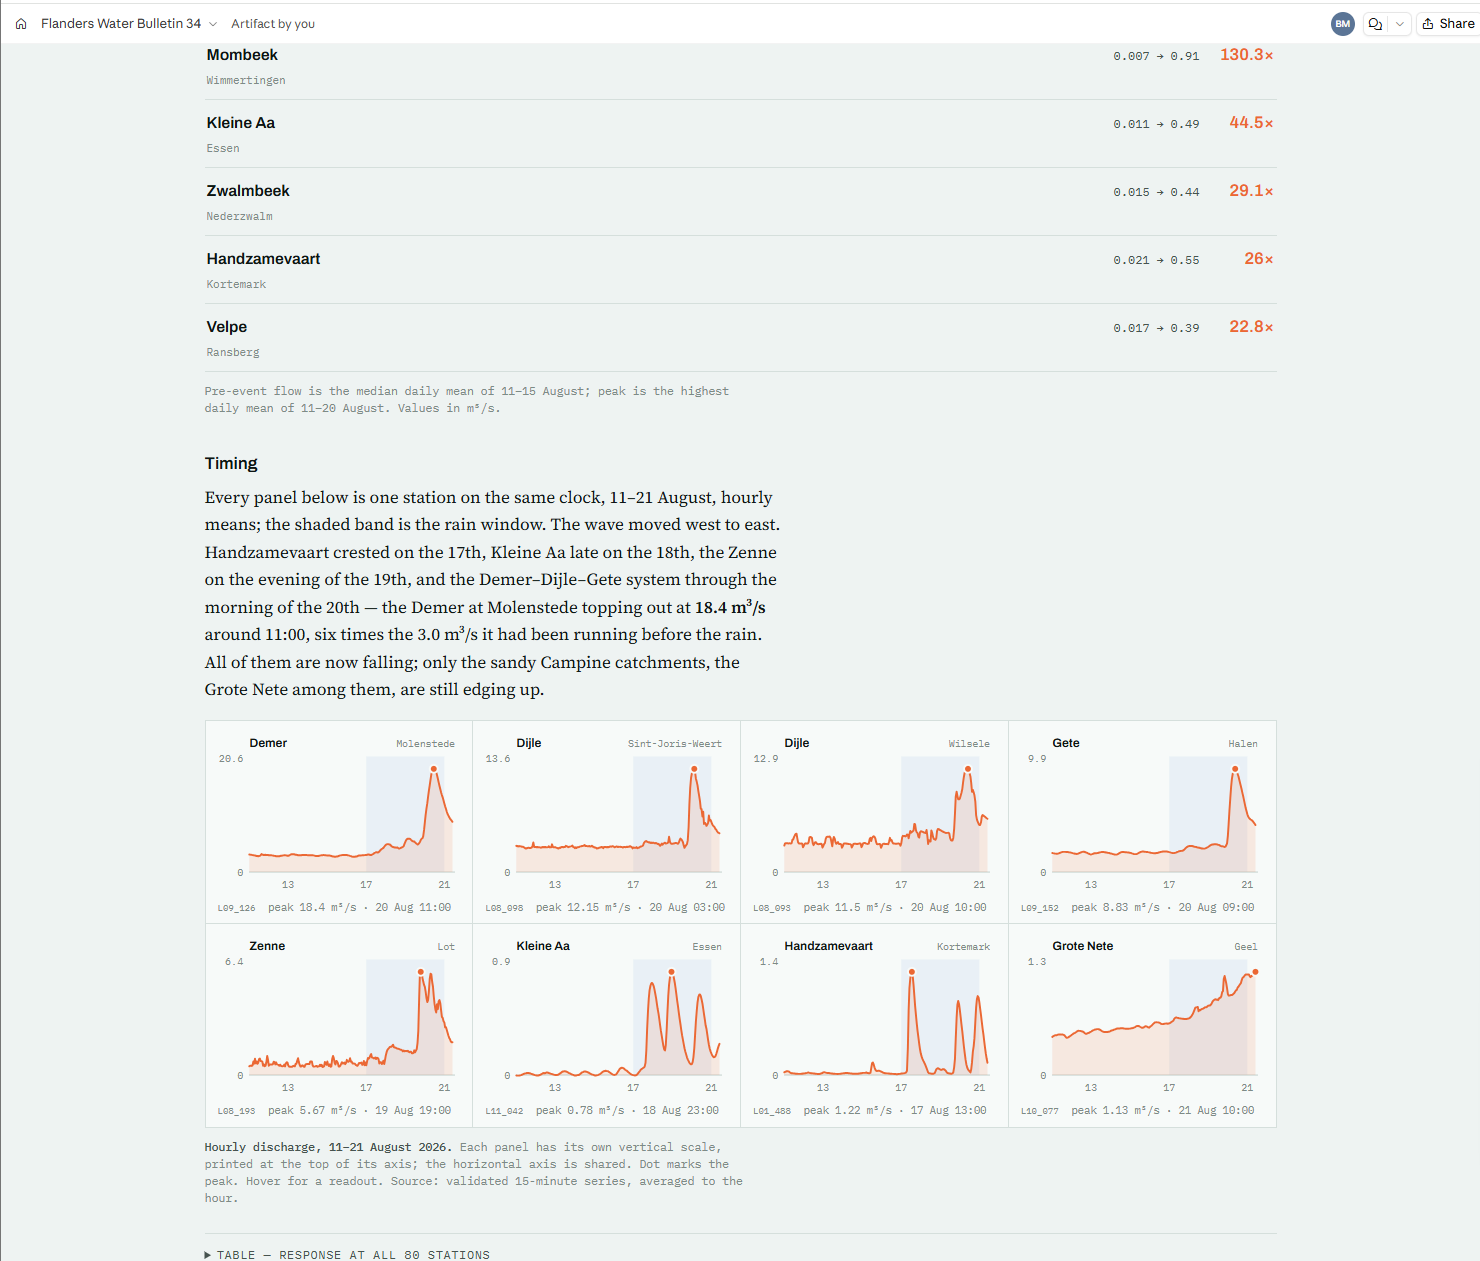 Flanders Water Bulletin 34
Artifact by you
BM
Share
Mombeek
0.007 → 0.91
130.3×
Wimmertingen
Kleine Aa
0.011 → 0.49
44.5×
Essen
Zwalmbeek
0.015 → 0.44
29.1×
Nederzwalm
Handzamevaart
0.021 → 0.55
26×
Kortemark
Velpe
0.017 → 0.39
22.8×
Ransberg
Pre-event flow is the median daily mean of 11–15 August; peak is the highest
daily mean of 11–20 August. Values in m³/s.
Timing
Every panel below is one station on the same clock, 11–21 August, hourly
means; the shaded band is the rain window. The wave moved west to east.
Handzamevaart crested on the 17th, Kleine Aa late on the 18th, the Zenne
on the evening of the 19th, and the Demer–Dijle–Gete system through the
morning of the 20th — the Demer at Molenstede topping out at 18.4 m³/s
around 11:00, six times the 3.0 m³/s it had been running before the rain.
All of them are now falling; only the sandy Campine catchments, the
Grote Nete among them, are still edging up.
Demer
Molenstede
20.6
0
13
17
21
L09_126
peak 18.4 m³/s · 20 Aug 11:00
Dijle
Sint-Joris-Weert
13.6
0
13
17
21
L08_098
peak 12.15 m³/s · 20 Aug 03:00
Dijle
Wilsele
12.9
0
13
17
21
L08_093
peak 11.5 m³/s · 20 Aug 10:00
Gete
Halen
9.9
0
13
17
21
L09_152
peak 8.83 m³/s · 20 Aug 09:00
Zenne
Lot
6.4
0
13
17
21
L08_193
peak 5.67 m³/s · 19 Aug 19:00
Kleine Aa
Essen
0.9
0
13
17
21
L11_042
peak 0.78 m³/s · 18 Aug 23:00
Handzamevaart
Kortemark
1.4
0
13
17
21
L01_488
peak 1.22 m³/s · 17 Aug 13:00
Grote Nete
Geel
1.3
0
13
17
21
L10_077
peak 1.13 m³/s · 21 Aug 10:00
Hourly discharge, 11–21 August 2026. Each panel has its own vertical scale,
printed at the top of its axis; the horizontal axis is shared. Dot marks the
peak. Hover for a readout. Source: validated 15-minute series, averaged to the
hour.
TABLE — RESPONSE AT ALL 80 STATIONS